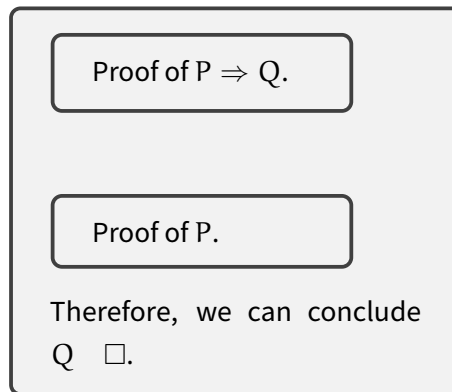 Proof of P ⇒ Q.
Proof of P.
Therefore, we can conclude
Q □.